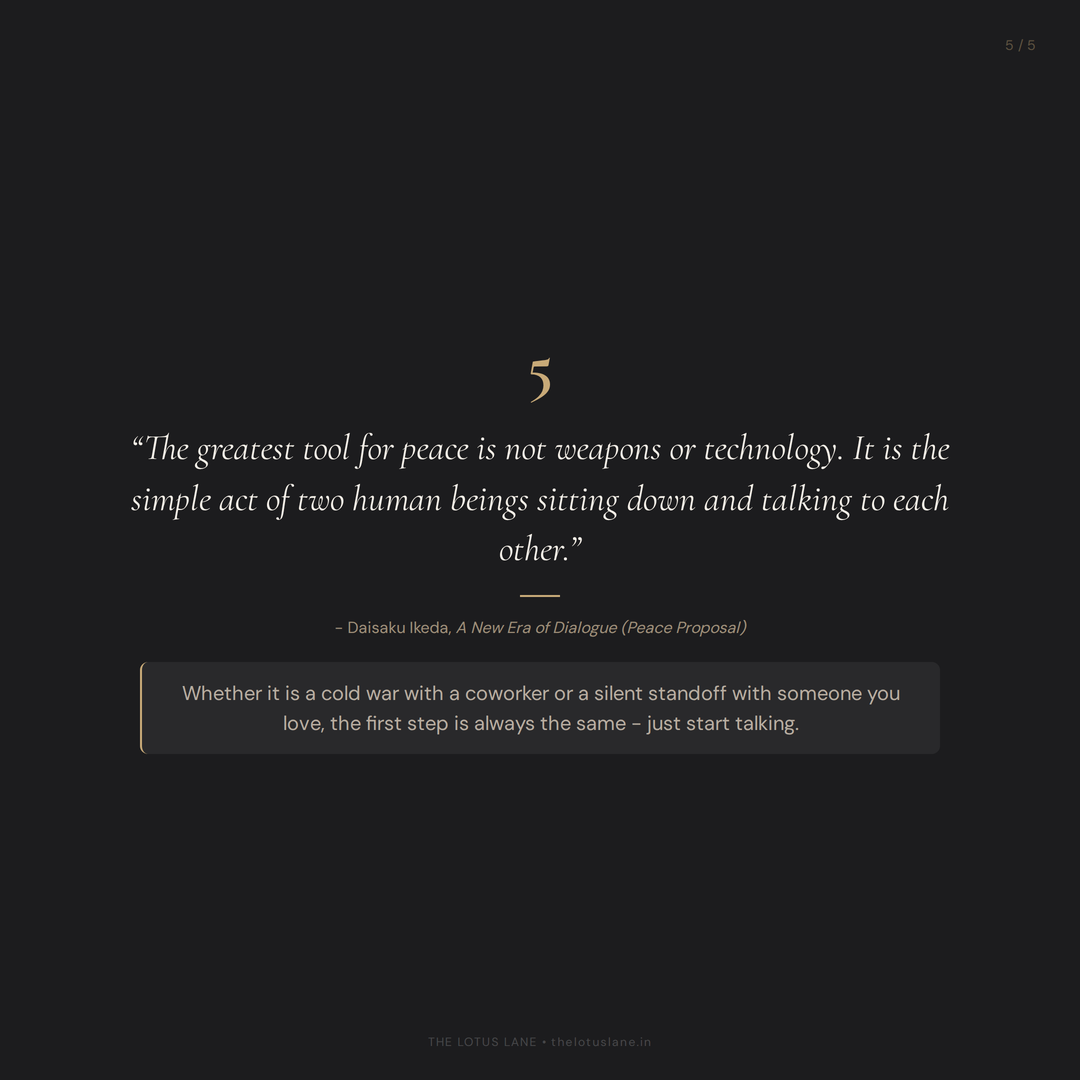 5 / 5
5
“The greatest tool for peace is not weapons or technology. It is the
simple act of two human beings sitting down and talking to each
other.”
- Daisaku Ikeda, A New Era of Dialogue (Peace Proposal)
Whether it is a cold war with a coworker or a silent standoff with someone you
love, the first step is always the same - just start talking.
THE LOTUS LANE • thelotuslane.in